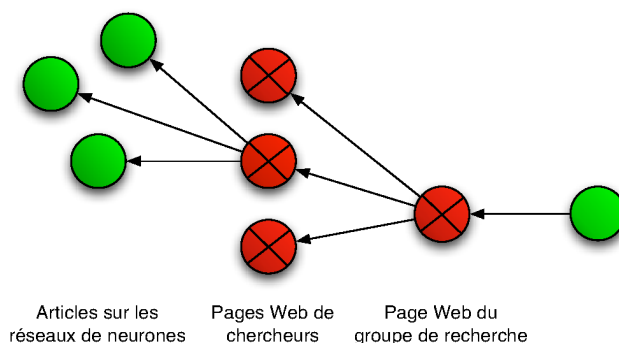 Articles sur les
réseaux de neurones
Pages Web de
chercheurs
Page Web du
groupe de recherche